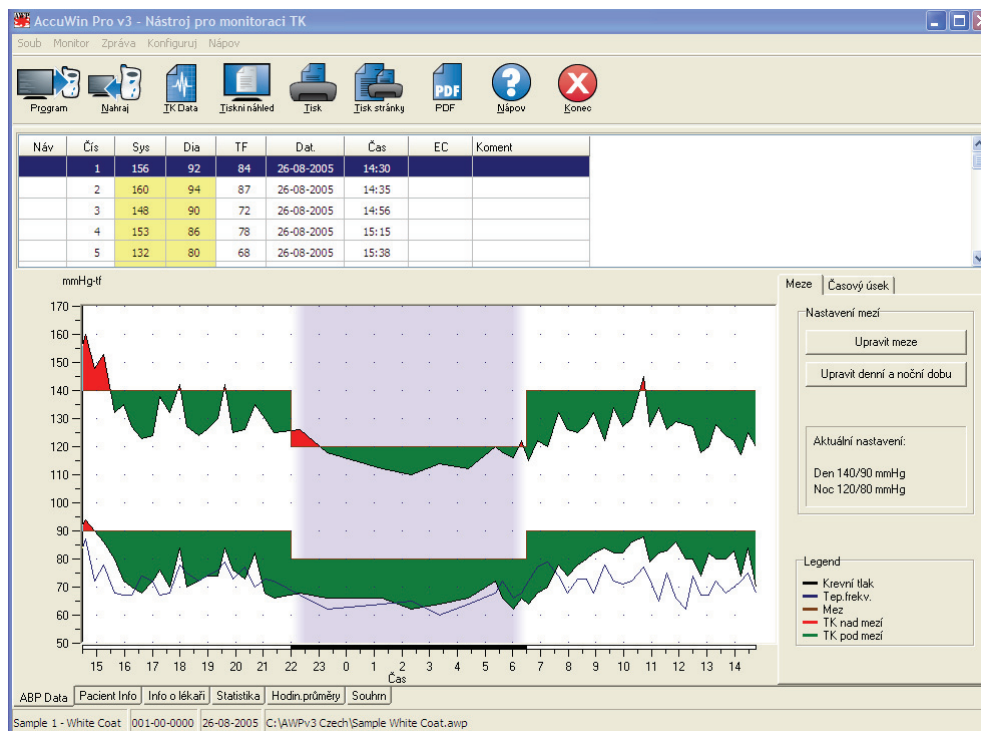 AccuWin Pro v3 - Nástroj pro monitoraci TK
Soub Monitor Zpráva Konfiguruj Nápov
Program Nahraj TK Data Tiskni náhled Tisk Tisk stránky PDF Nápov Konec
PDF
Náv Čís Sys Dia TF Dat. Čas EC Koment
1 156 92 84 26-08-2005 14:30
2 160 94 87 26-08-2005 14:35
3 148 90 72 26-08-2005 14:56
4 153 86 78 26-08-2005 15:15
5 132 80 68 26-08-2005 15:38
mmHg-tf
170
160
150
140
130
120
110
100
90
80
70
60
50
15 16 17 18 19 20 21 22 23 0 1 2 3 4 5 6 7 8 9 10 11 12 13 14
Čas
Meze Časový úsek
Nastavení mezí
Upravit meze
Upravit denní a noční dobu
Aktuální nastavení:
Den 140/90 mmHg
Noc 120/80 mmHg
Legend
Krevní tlak
Tep.frekv.
Mez
TK nad mezí
TK pod mezí
ABP Data Pacient Info Info o lékaři Statistika Hodin.průměry Souhrn
Sample 1 - White Coat 001-00-0000 26-08-2005 C:\AWPv3 Czech\Sample White Coat.awp